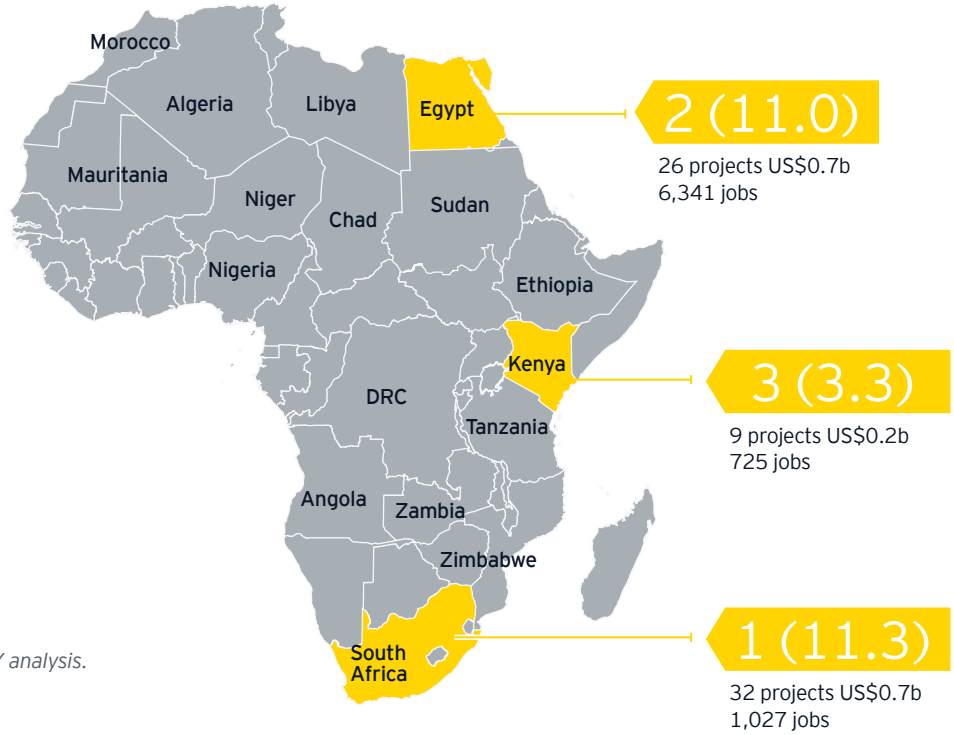 Morocco
Algeria
Libya
Egypt
2 (11.0)
26 projects US$0.7b
6,341 jobs
Mauritania
Niger
Chad
Sudan
Nigeria
Ethiopia
Kenya
3 (3.3)
9 projects US$0.2b
725 jobs
DRC
Tanzania
Angola
Zambia
Zimbabwe
South
Africa
1 (11.3)
32 projects US$0.7b
1,027 jobs
analysis.